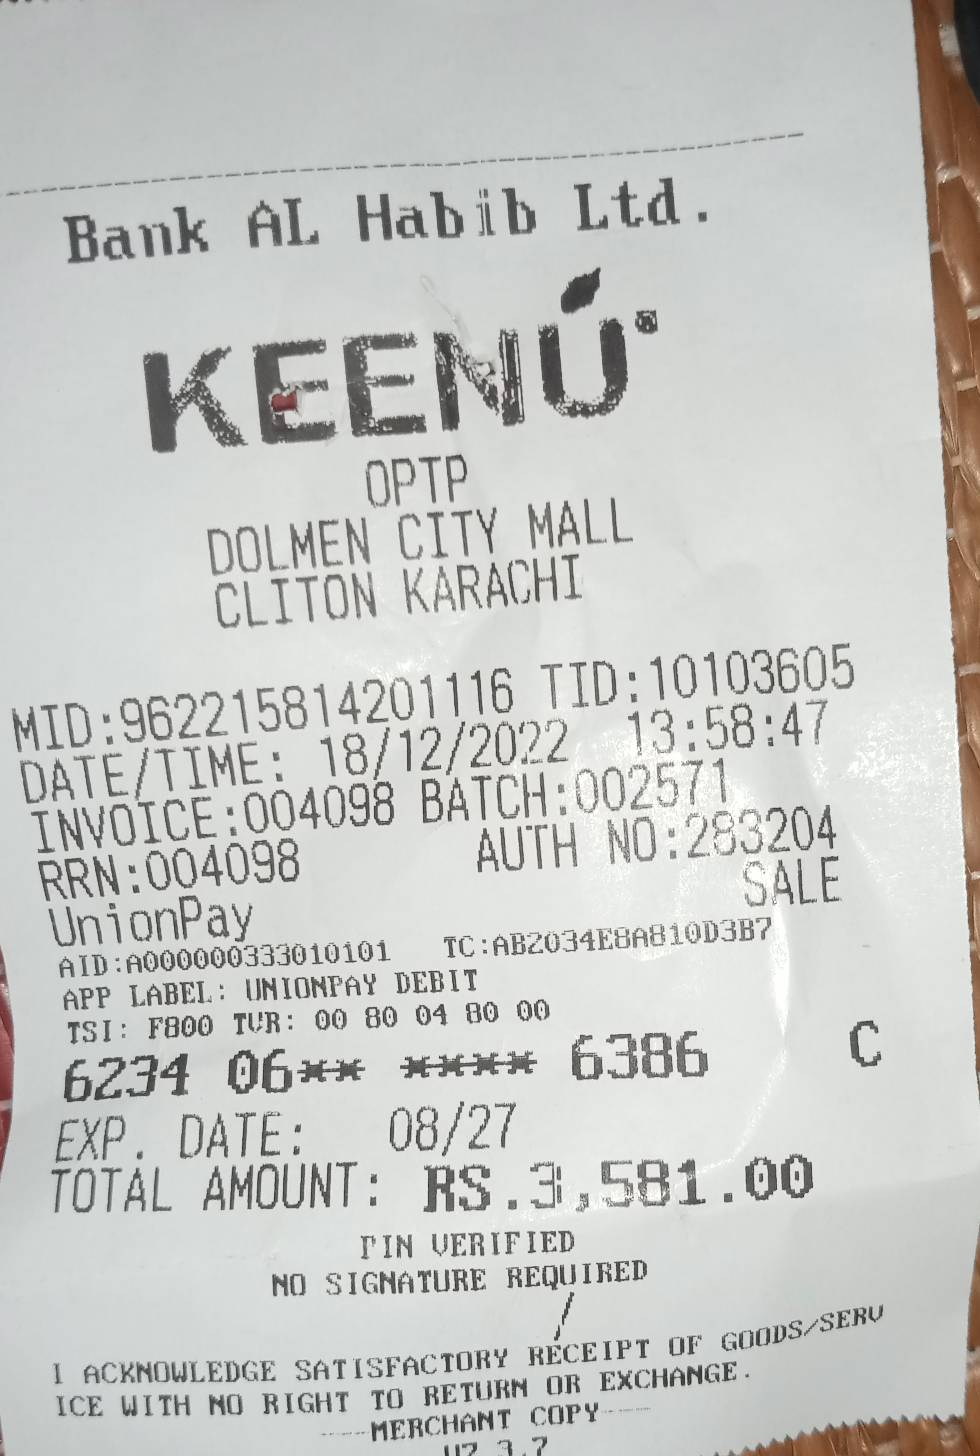 Bank AL Habib Ltd.
KEENÚ®
OPTP
DOLMEN CITY MALL
CLITON KARACHI
MID:962215814201116 TID:10103605
DATE/TIME: 18/12/2022 13:58:47
INVOICE:004098 BATCH:002571
RRN:004098 AUTH NO:283204
SALE
UnionPay
AID:A000000333010101 TC:AB2034E8A810D3B7
APP LABEL: UNIONPAY DEBIT
TSI: F800 TVR: 00 80 04 80 00
6234 06** **** 6386 C
EXP. DATE: 08/27
TOTAL AMOUNT: RS.3,581.00
PIN VERIFIED
NO SIGNATURE REQUIRED
I ACKNOWLEDGE SATISFACTORY RECEIPT OF GOODS/SERV
ICE WITH NO RIGHT TO RETURN OR EXCHANGE.
----MERCHANT COPY----